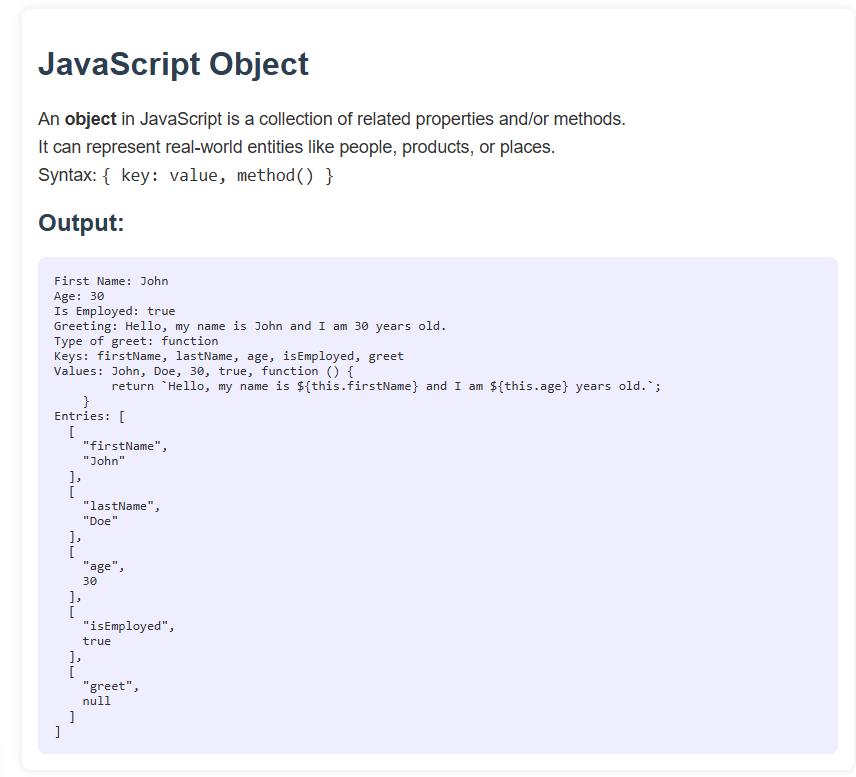 JavaScript Object
An object in JavaScript is a collection of related properties and/or methods.
It can represent real-world entities like people, products, or places.
Syntax: { key: value, method() }
Output:
First Name: John
Age: 30
Is Employed: true
Greeting: Hello, my name is John and I am 30 years old.
Type of greet: function
Keys: firstName, lastName, age, isEmployed, greet
Values: John, Doe, 30, true, function () {
        return `Hello, my name is ${this.firstName} and I am ${this.age} years old.`;
    }
Entries: [
  [
    "firstName",
    "John"
  ],
  [
    "lastName",
    "Doe"
  ],
  [
    "age",
    30
  ],
  [
    "isEmployed",
    true
  ],
  [
    "greet",
    null
  ]
]